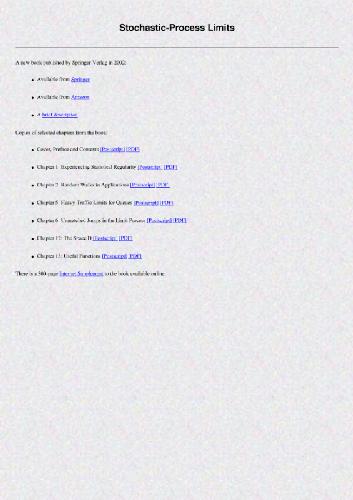 Stochastic-Process Limits
A new book published by Springer-Verlag in 2002:
Available from Springer
Available from Amazon
A brief description
Copies of selected chapters from the book:
Cover, Preface and Contents [Postscript] [PDF]
Chapter 1: Experiencing Statistical Regularity [Postscript] [PDF]
Chapter 2: Random Walks in Applications [Postscript] [PDF]
Chapter 5: Heavy-Traffic Limits for Queues [Postscript] [PDF]
Chapter 6: Unmatched Jumps in the Limit Process [Postscript] [PDF]
Chapter 12: The Space D [Postscript] [PDF]
Chapter 13: Useful Functions [Postscript] [PDF]
There is a 300-page Internet Supplement to the book available online.